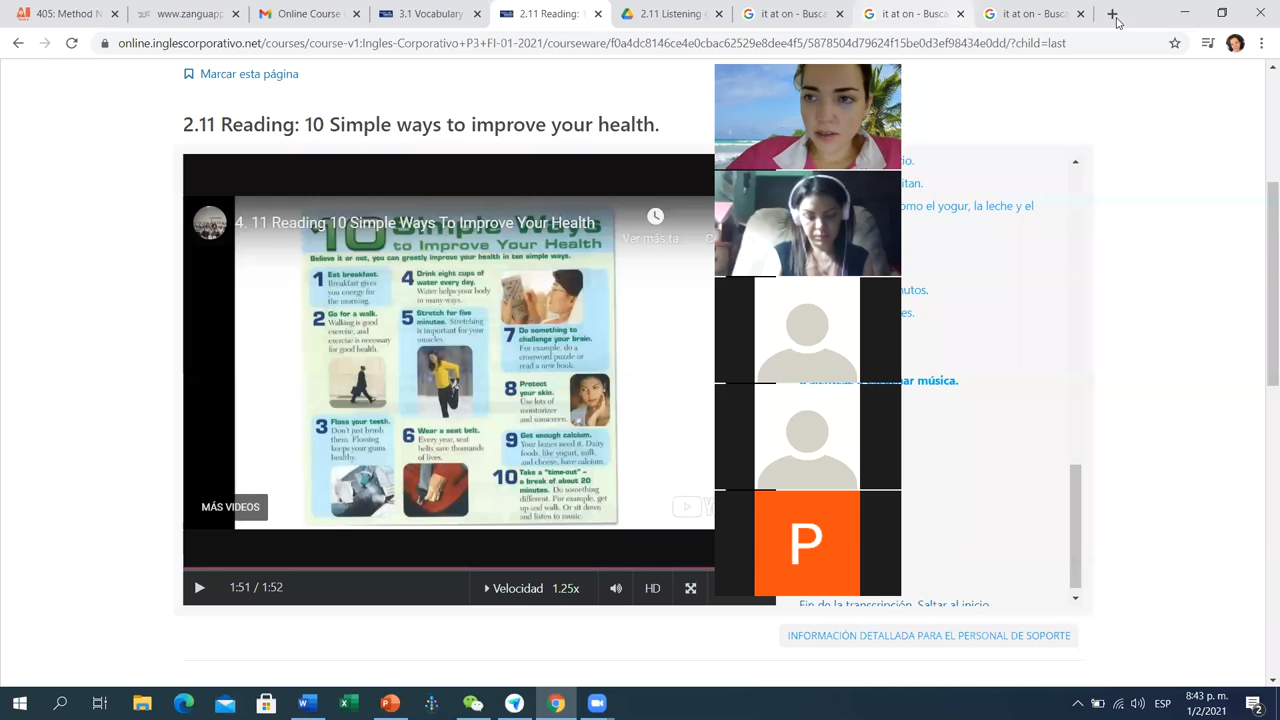 405: Method N
3.1 Vocabulary
Course
2.11 Reading:
2.1 Listening
(1) What
Busca
it at on - Busca
it at on - Busca
online.inglescorporativo.net/courses/course-v1:Ingles-Corporativo+P3+FI-01-2021/courseware/f0a4dc8146ce4e0cbac62529e8dee4f5/5878504d79624f15be0d3ef98434e0dd/?child=last
Marcar esta página
2.11 Reading: 10 Simple ways to improve your health.
4. 11 Reading 10 Simple Ways To Improve Your Health
Ver más ta
to Improve Your Health
Believe it or not, you can greatly improve your health in ten simple ways.
1 Eat breakfast.
Breakfast gives
you energy for
the morning.
2 Go for a walk.
Walking is good
exercise, and
exercise is necessary
for good health.
3 Floss your teeth.
Don't just brush
them. Flossing
keeps your gums
healthy.
4 Drink eight cups of
water every day.
Water helps your body
in many ways.
5 Stretch for five
minutes. Stretching
is important for your
muscles.
6 Wear a seat belt.
Every year, seat
belts save thousands
of lives.
7 Do something to
challenge your brain.
For example, do a
crossword puzzle or
read a new book.
8 Protect
your skin.
Use lots of
moisturizer
and sunscreen.
9 Get enough calcium.
Your bones need it. Dairy
foods, like yogurt, milk,
and cheese, have calcium.
10 Take a "time-out" –
a break of about 20
minutes. Do something
different. For example, get
up and walk. Or sit down
and listen to music.
MÁS VIDEOS
1:51 / 1:52
Velocidad 1.25x
HD
rio.
itan.
omo el yogur, la leche y el
nutos.
es.
har música.
P
Fin de la transcripción. Saltar al inicio.
INFORMACIÓN DETALLADA PARA EL PERSONAL DE SOPORTE
ESP
8:43 p. m.
1/2/2021
2